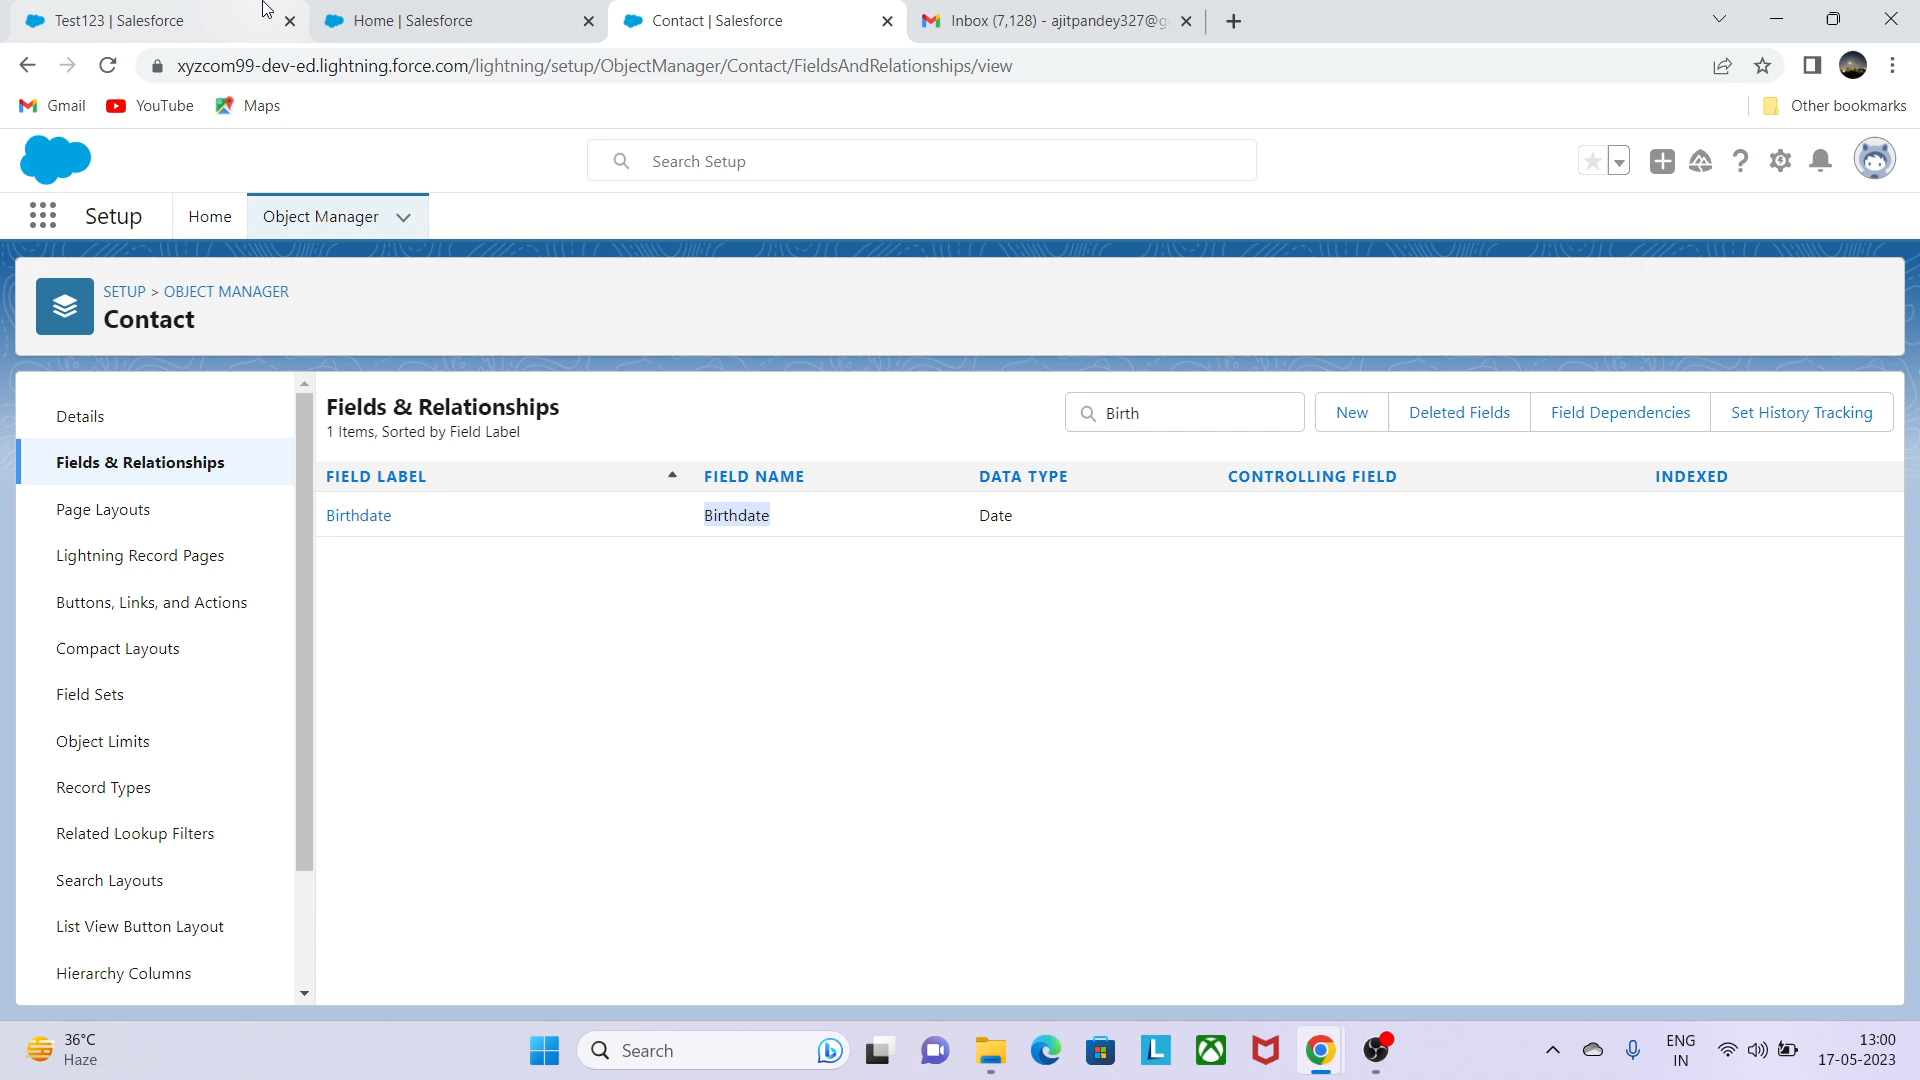 Test123 | Salesforce
Home | Salesforce
Contact | Salesforce
Inbox (7,128) - ajitpandey327@g
xyzcom99-dev-ed.lightning.force.com/lightning/setup/ObjectManager/Contact/FieldsAndRelationships/view
Gmail YouTube Maps Other bookmarks
Search Setup
Setup Home Object Manager
SETUP > OBJECT MANAGER
Contact
Details
Fields & Relationships
Page Layouts
Lightning Record Pages
Buttons, Links, and Actions
Compact Layouts
Field Sets
Object Limits
Record Types
Related Lookup Filters
Search Layouts
List View Button Layout
Hierarchy Columns
Fields & Relationships
1 Items, Sorted by Field Label
Birth
New Deleted Fields Field Dependencies Set History Tracking
FIELD LABEL FIELD NAME DATA TYPE CONTROLLING FIELD INDEXED
Birthdate Birthdate Date
36°C
Haze
Search
ENG
IN
13:00
17-05-2023